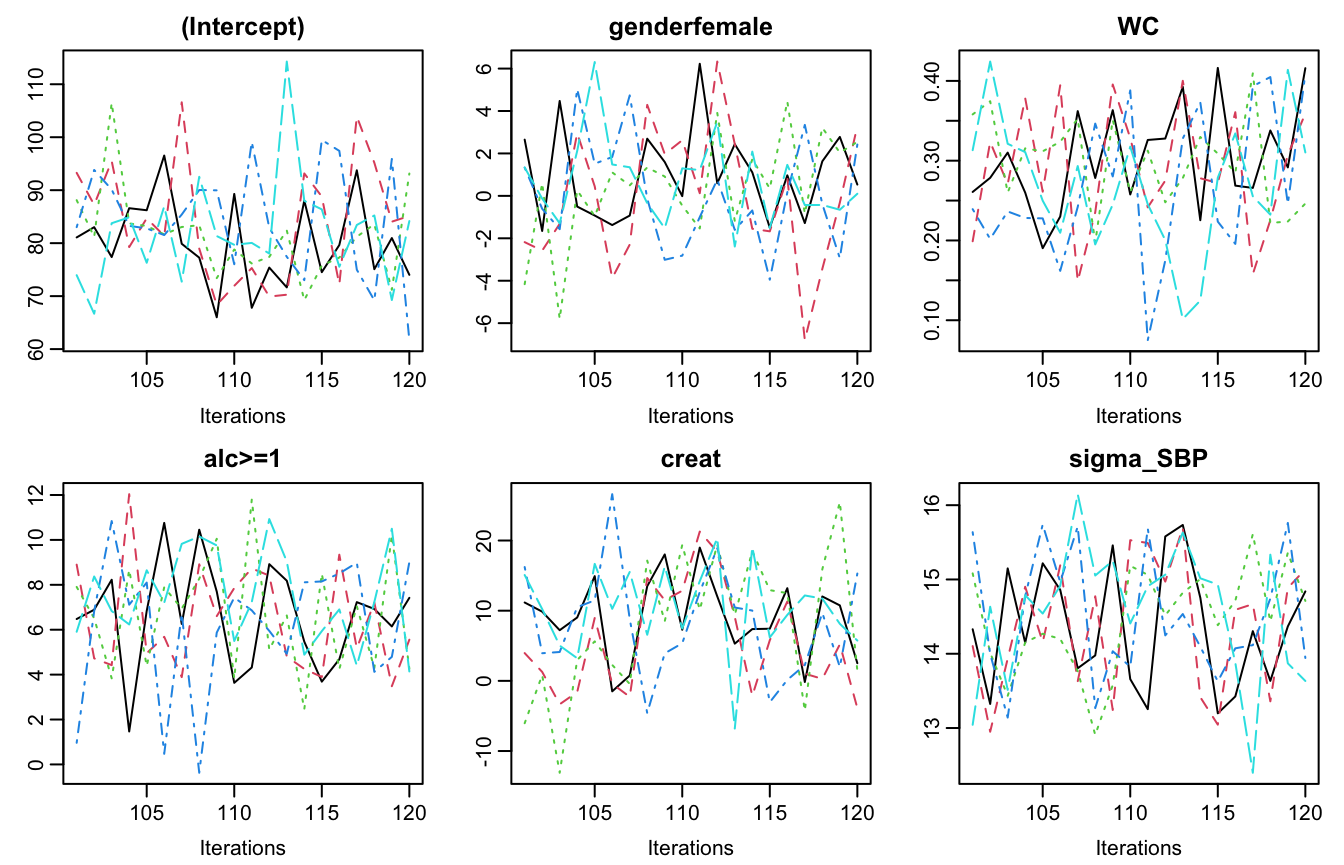 (Intercept)
60 70 80 90 100 110
105 110 115 120
Iterations
genderfemale
-6 -4 -2 0 2 4 6
105 110 115 120
Iterations
WC
0.10 0.20 0.30 0.40
105 110 115 120
Iterations
alc>=1
0 2 4 6 8 10 12
105 110 115 120
Iterations
creat
-10 0 10 20
105 110 115 120
Iterations
sigma_SBP
13 14 15 16
105 110 115 120
Iterations